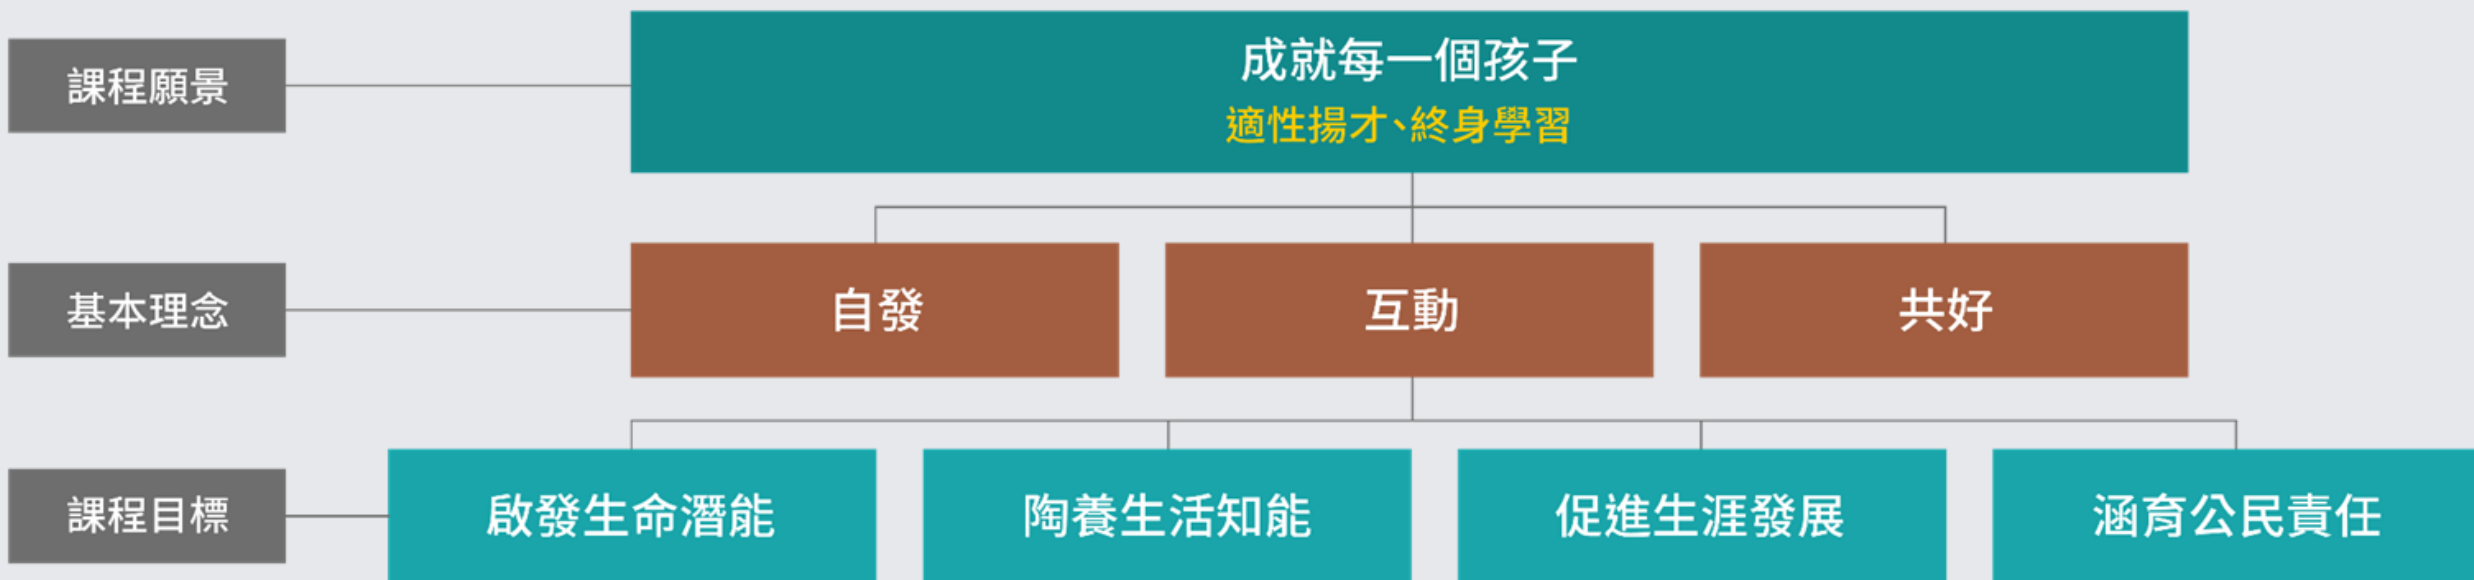 課程願景
成就每一個孩子
適性揚才、終身學習
基本理念
自發
互動
共好
課程目標
啟發生命潛能
陶養生活知能
促進生涯發展
涵育公民責任